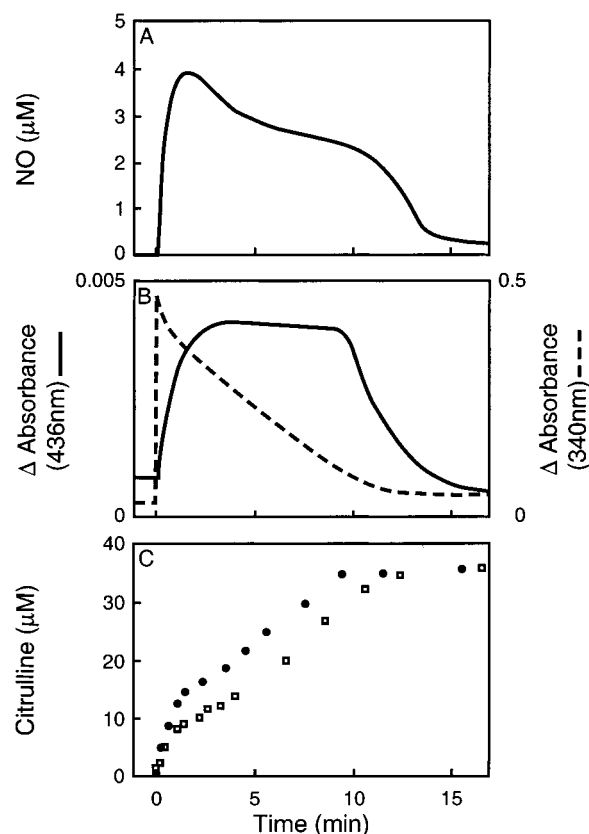 A
NO (μM)
5
4
3
2
1
0
B
Δ Absorbance
(436nm)
0.005
0
0.5
0
Δ Absorbance
(340nm)
C
Citrulline (μM)
40
30
20
10
0
0 5 10 15
Time (min)